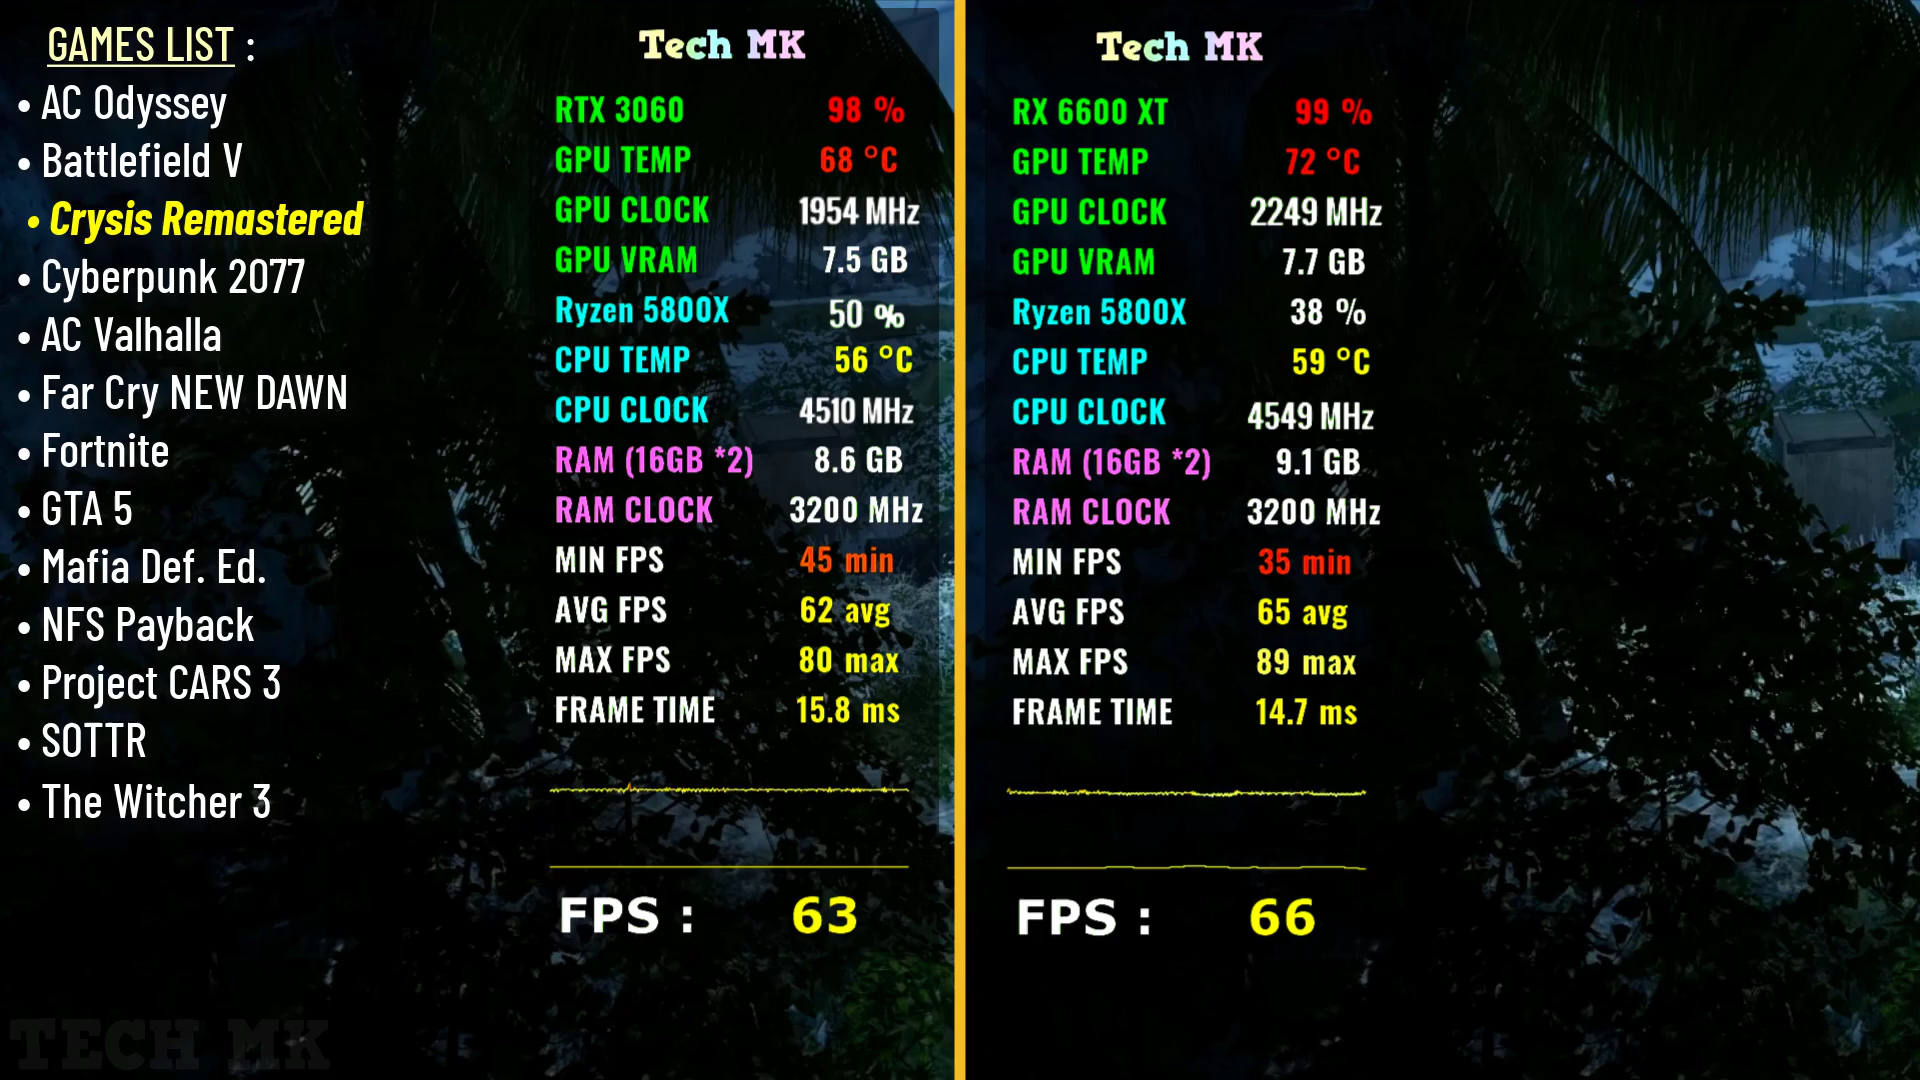 GAMES LIST :
• AC Odyssey
• Battlefield V
• Crysis Remastered
• Cyberpunk 2077
• AC Valhalla
• Far Cry NEW DAWN
• Fortnite
• GTA 5
• Mafia Def. Ed.
• NFS Payback
• Project CARS 3
• SOTTR
• The Witcher 3
TECH MK
Tech MK
RTX 3060 98 %
GPU TEMP 68 °C
GPU CLOCK 1954 MHz
GPU VRAM 7.5 GB
Ryzen 5800X 50 %
CPU TEMP 56 °C
CPU CLOCK 4510 MHz
RAM (16GB *2) 8.6 GB
RAM CLOCK 3200 MHz
MIN FPS 45 min
AVG FPS 62 avg
MAX FPS 80 max
FRAME TIME 15.8 ms
FPS : 63
Tech MK
RX 6600 XT 99 %
GPU TEMP 72 °C
GPU CLOCK 2249 MHz
GPU VRAM 7.7 GB
Ryzen 5800X 38 %
CPU TEMP 59 °C
CPU CLOCK 4549 MHz
RAM (16GB *2) 9.1 GB
RAM CLOCK 3200 MHz
MIN FPS 35 min
AVG FPS 65 avg
MAX FPS 89 max
FRAME TIME 14.7 ms
FPS : 66